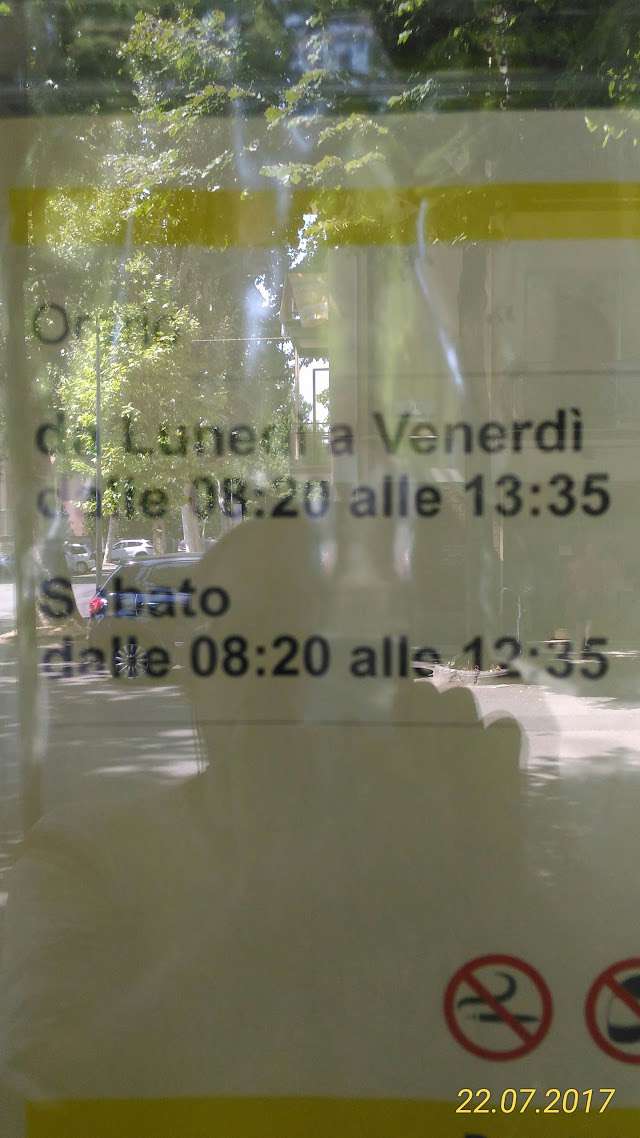 Orario
da Lunedì a Venerdì
dalle 08:20 alle 13:35
Sabato
dalle 08:20 alle 12:35
22.07.2017